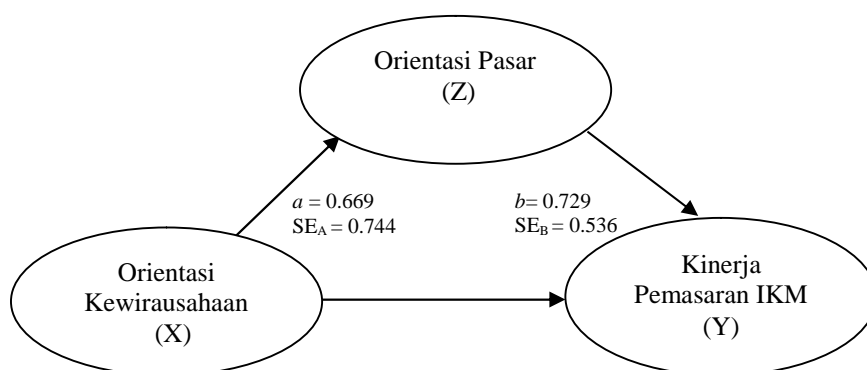 Orientasi Pasar
(Z)
a = 0.669
SEA = 0.744
b= 0.729
SEB = 0.536
Orientasi
Kewirausahaan
(X)
Kinerja
Pemasaran IKM
(Y)